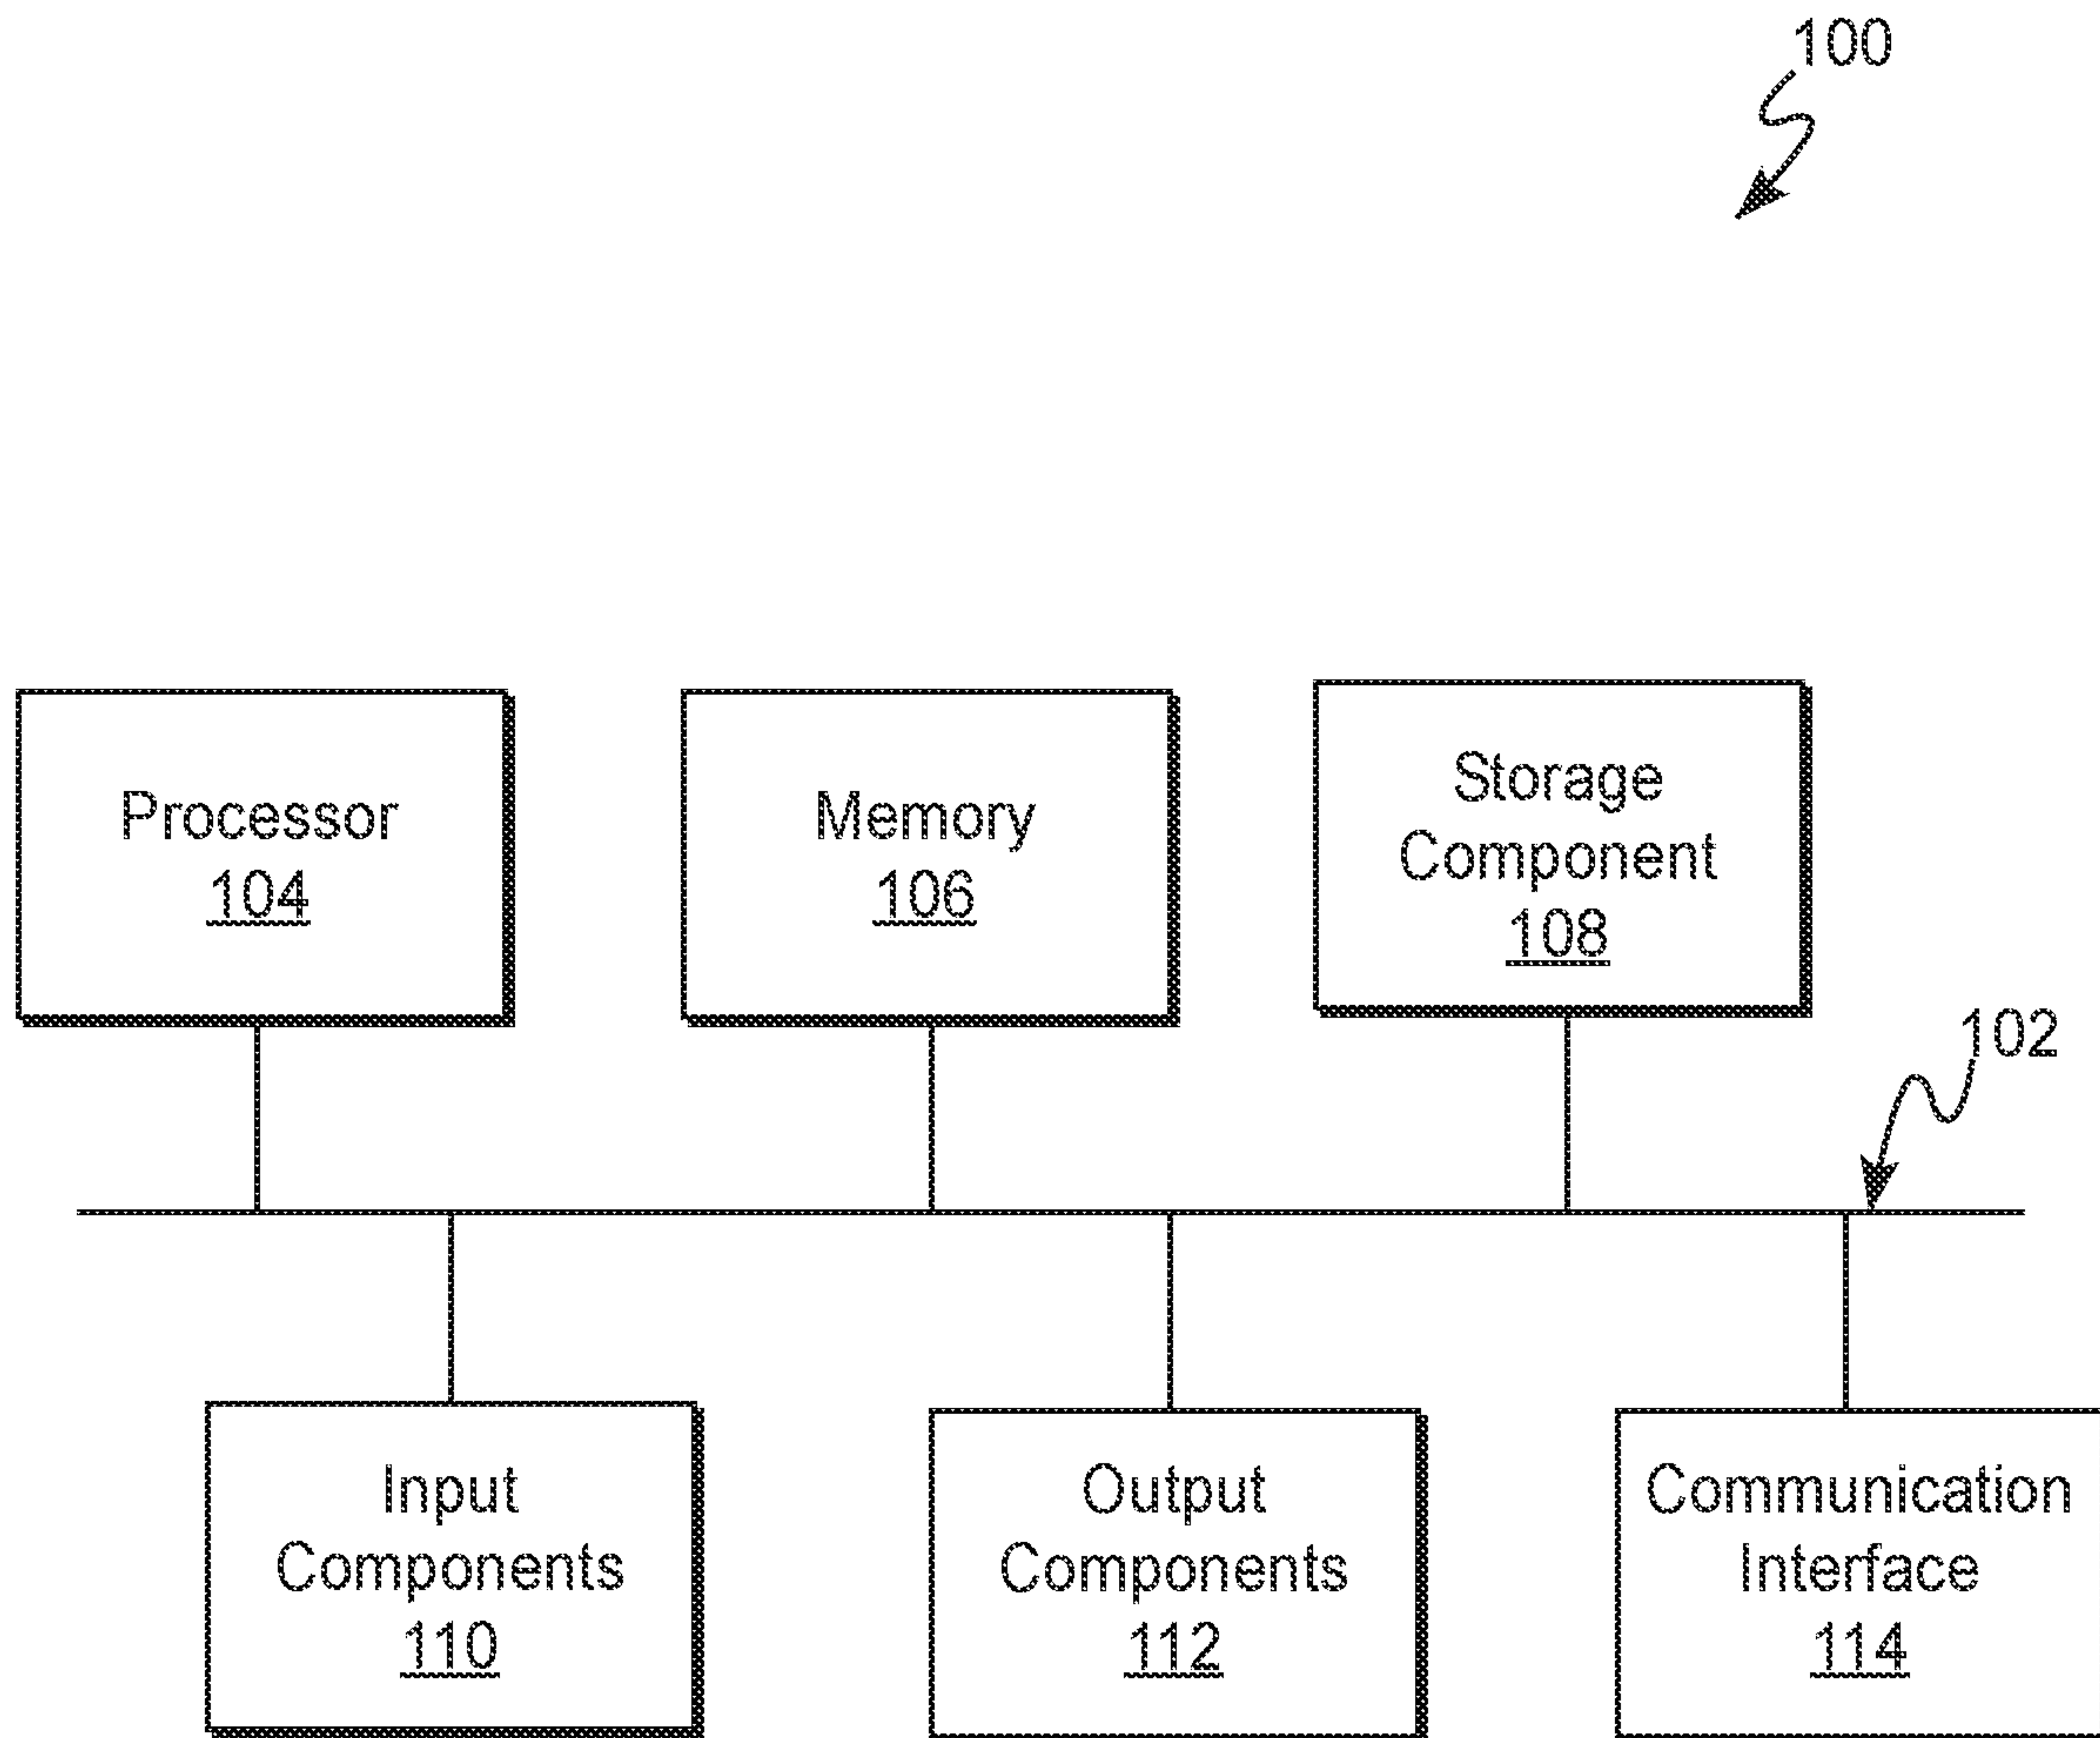 100
Processor
104
Memory
106
Storage
Component
108
102
Input
Components
110
Output
Components
112
Communication
Interface
114